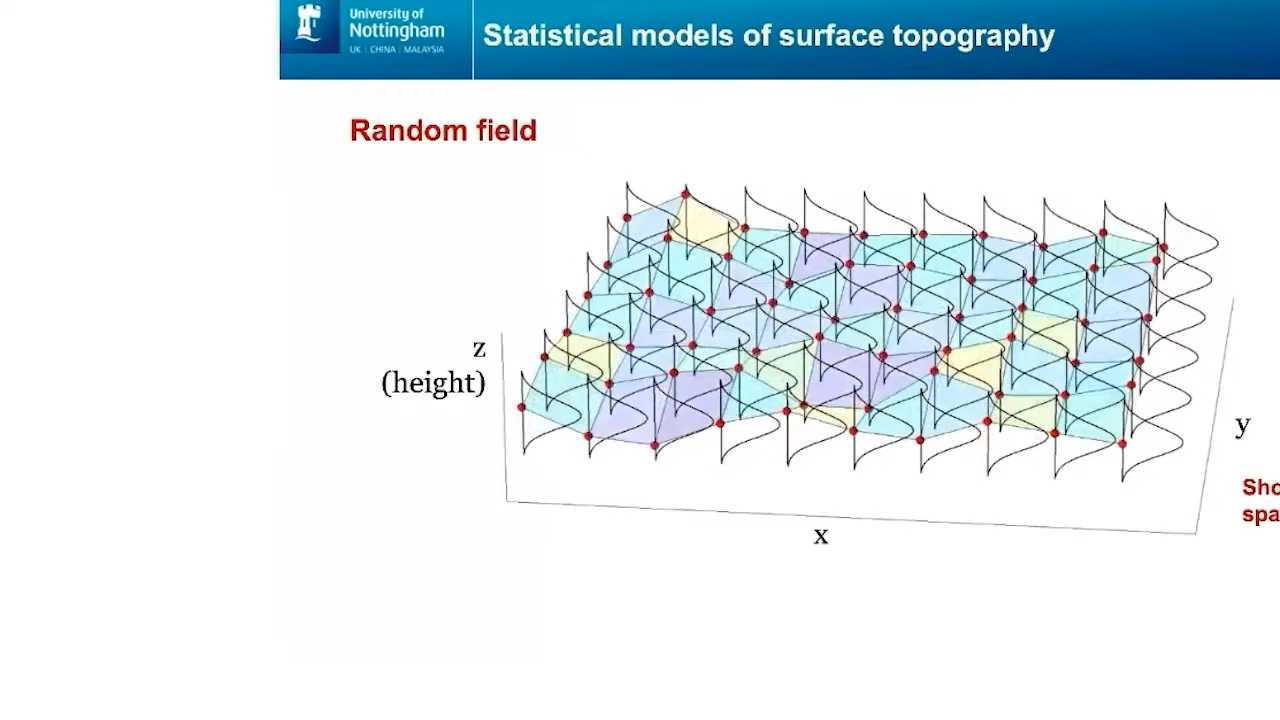 University of
Nottingham
UK | CHINA | MALAYSIA
Statistical models of surface topography
Random field
z
(height)
y
x